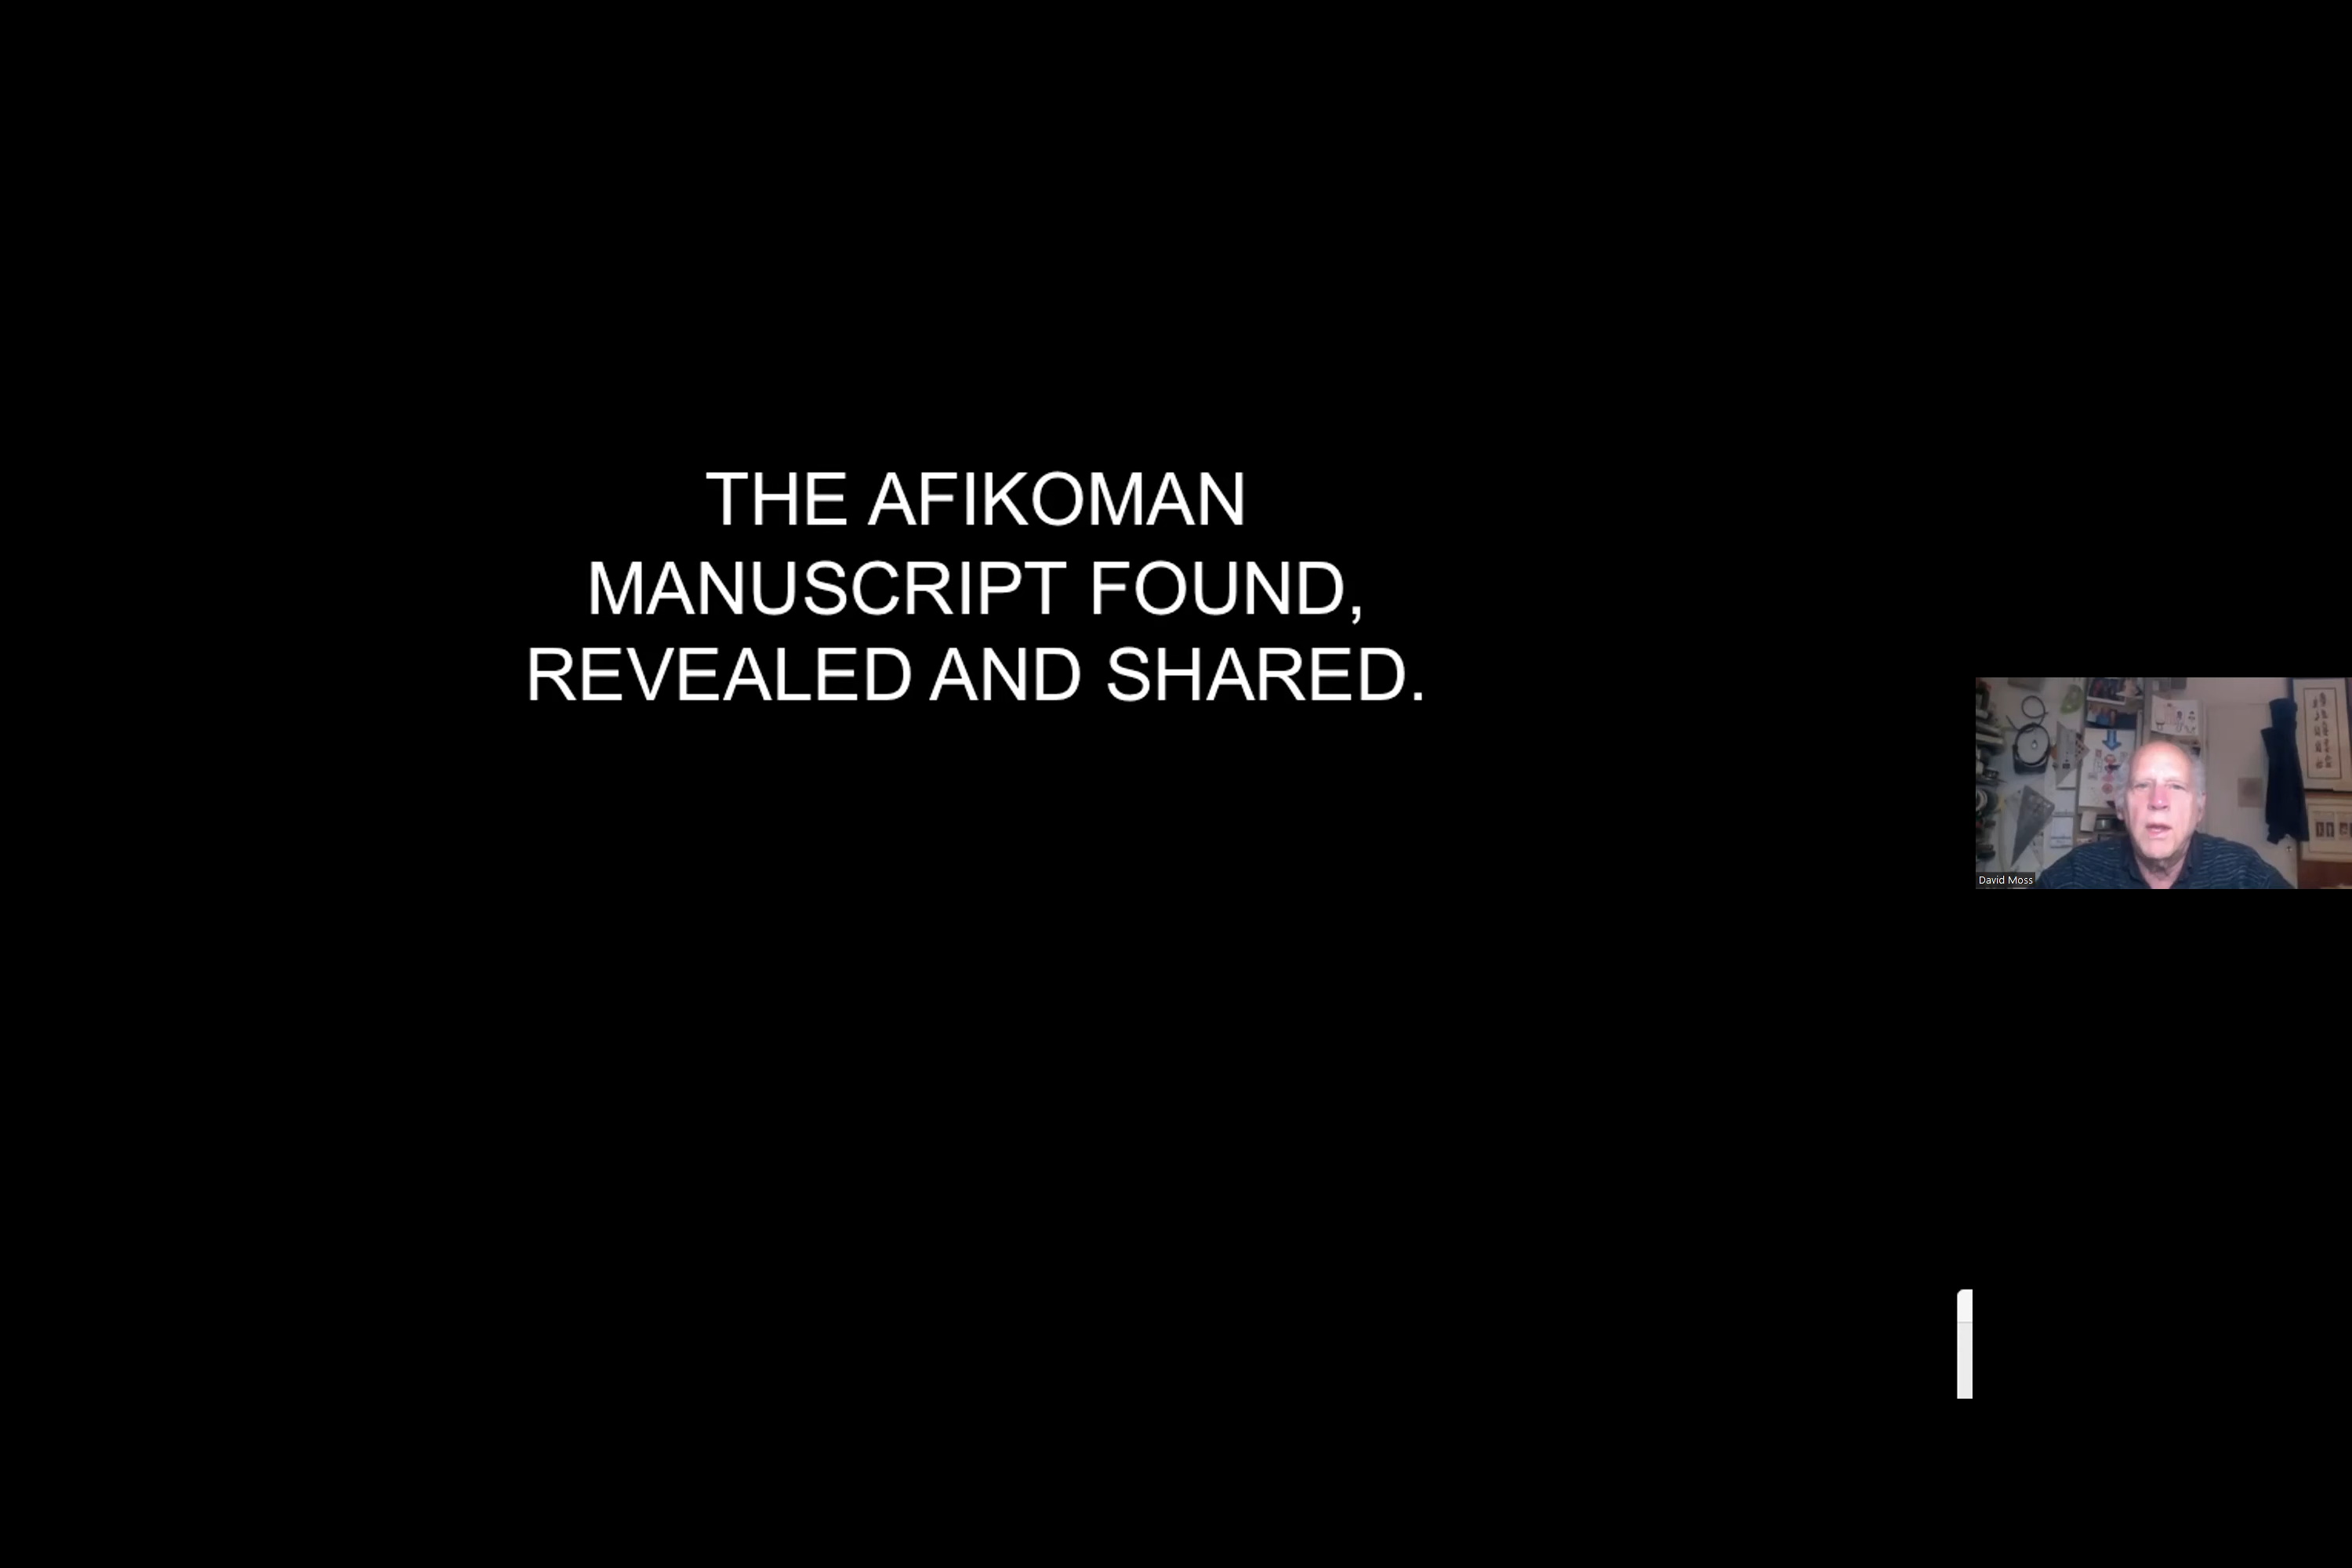 THE AFIKOMAN
MANUSCRIPT FOUND,
REVEALED AND SHARED.
David Moss